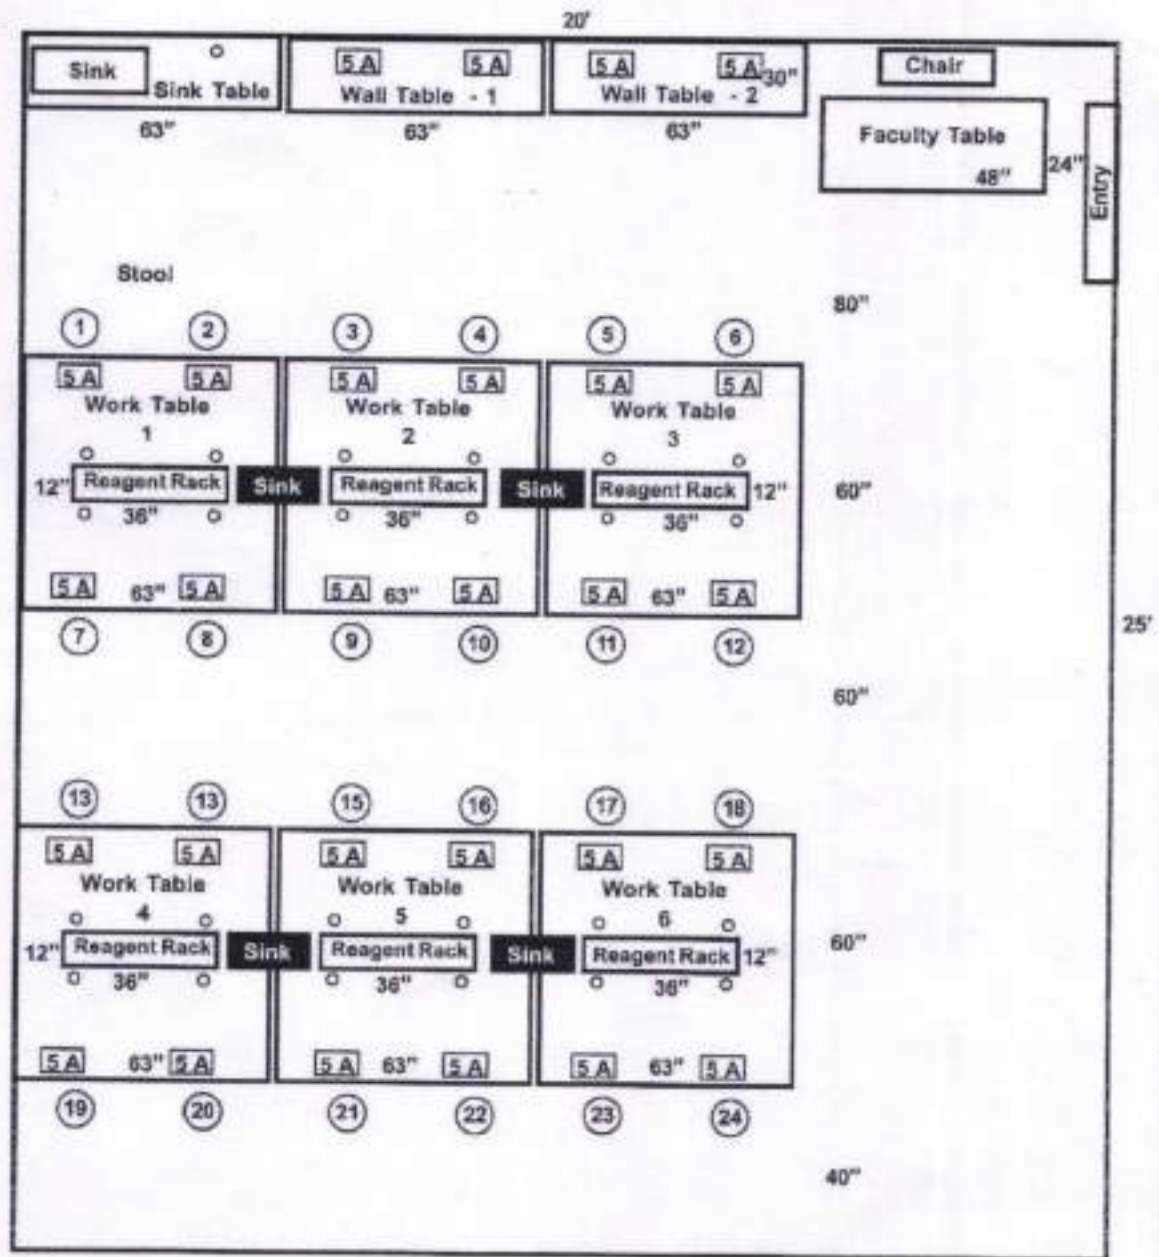 20'
Sink
Sink Table
5 A 5 A
Wall Table - 1
5 A 5 A 30"
Wall Table - 2
Chair
63" 63" 63"
Faculty Table
48"
24"
Entry
Stool
80"
1 2 3 4 5 6
5 A 5 A 5 A 5 A 5 A 5 A
Work Table Work Table Work Table
1 2 3
12" Reagent Rack Sink Reagent Rack Sink Reagent Rack 12" 60"
36" 36" 36"
5 A 63" 5 A 5 A 63" 5 A 5 A 63" 5 A
7 8 9 10 11 12
25'
60"
13 13 15 16 17 18
5 A 5 A 5 A 5 A 5 A 5 A
Work Table Work Table Work Table
4 5 6
12" Reagent Rack Sink Reagent Rack Sink Reagent Rack 12" 60"
36" 36" 36"
5 A 63" 5 A 5 A 63" 5 A 5 A 63" 5 A
19 20 21 22 23 24
40"